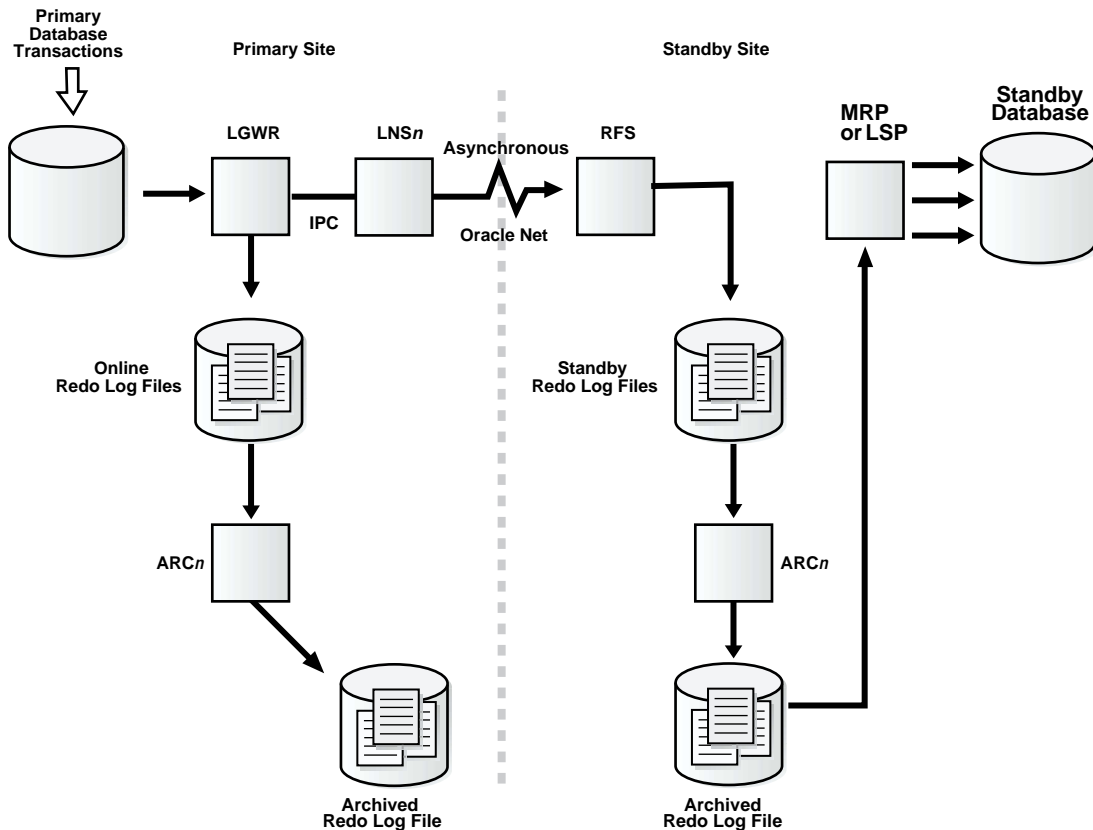 Primary
Database
Transactions
Primary Site
Standby Site
LGWR
LNSn
Asynchronous
RFS
MRP
or LSP
Standby
Database
IPC
Oracle Net
Online
Redo Log Files
Standby
Redo Log Files
ARCn
ARCn
Archived
Redo Log File
Archived
Redo Log File